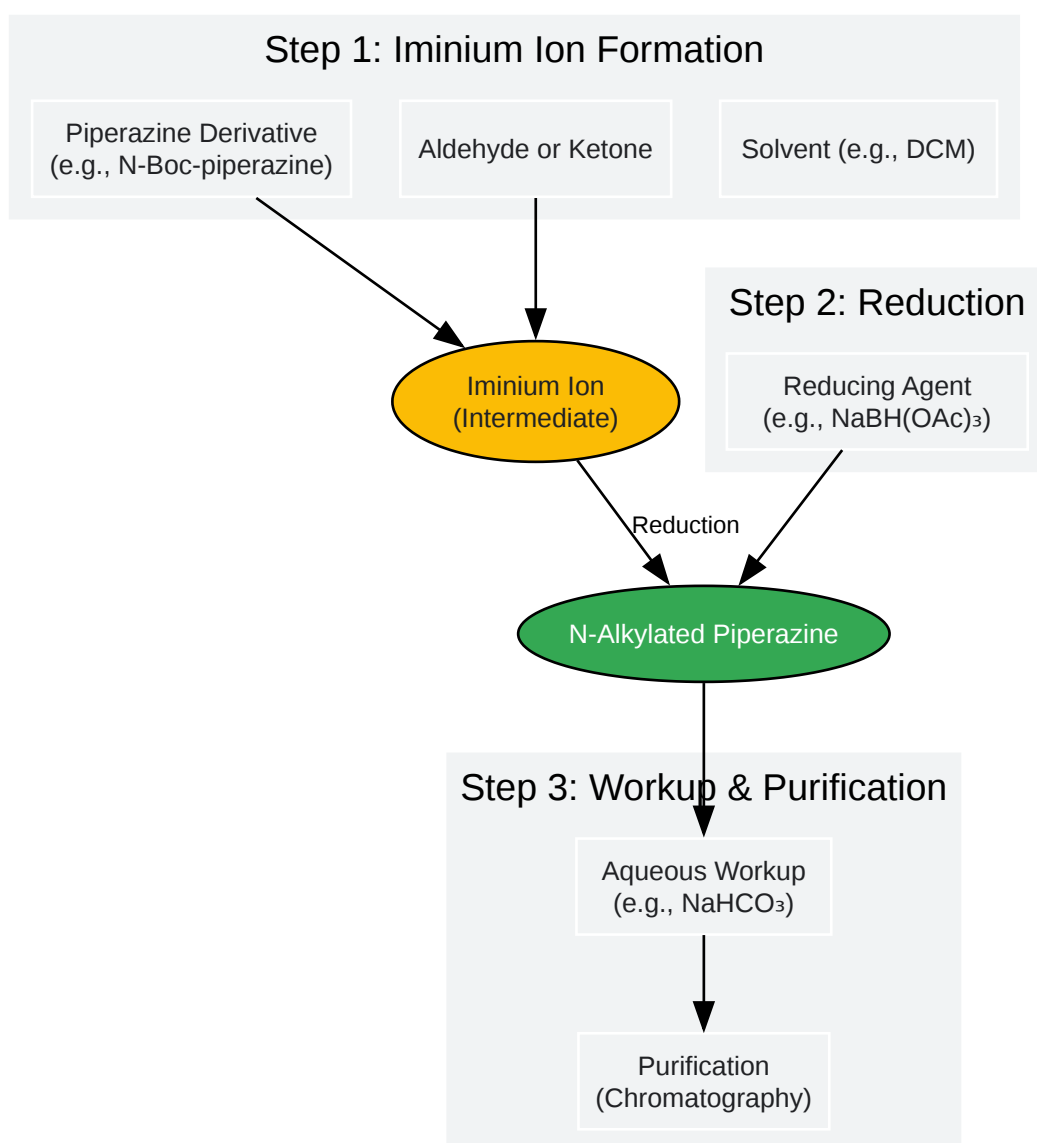 Step 1: Iminium Ion Formation
Piperazine Derivative
(e.g., N-Boc-piperazine)
Aldehyde or Ketone
Solvent (e.g., DCM)
Step 2: Reduction
Iminium Ion
(Intermediate)
Reducing Agent
(e.g., NaBH(OAc)₃)
Reduction
N-Alkylated Piperazine
Step 3: Workup & Purification
Aqueous Workup
(e.g., NaHCO₃)
Purification
(Chromatography)